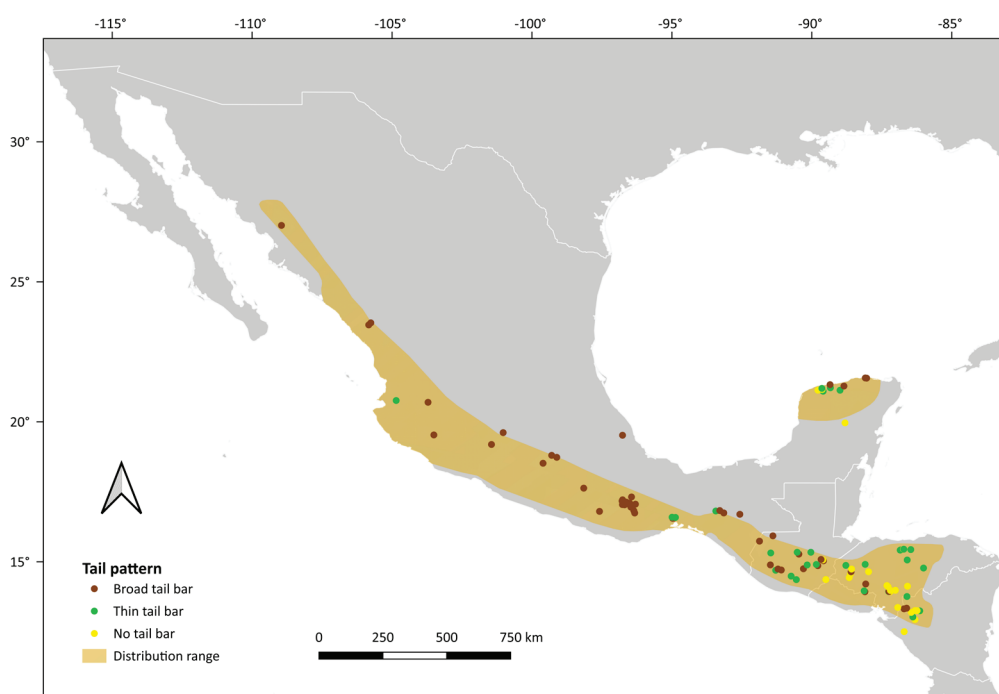 -115° -110° -105° -100° -95° -90° -85°
30°
25°
20°
15°
Tail pattern
Broad tail bar
Thin tail bar
No tail bar
Distribution range
0 250 500 750 km